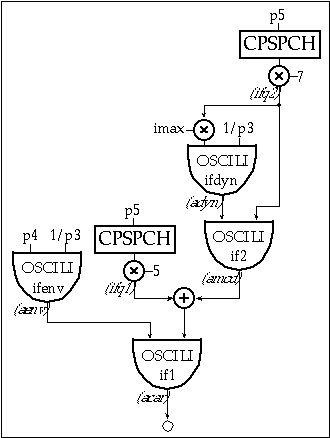 p5
CPSPCH
7
(ifq2)
imax 1/p3
OSCILI
ifdyn
(adyn)
p5
CPSPCH
p4 1/p3
OSCILI
if2
OSCILI
ifenv
5
(ifq1)
(amod)
(aenv)
OSCILI
if1
(acar)